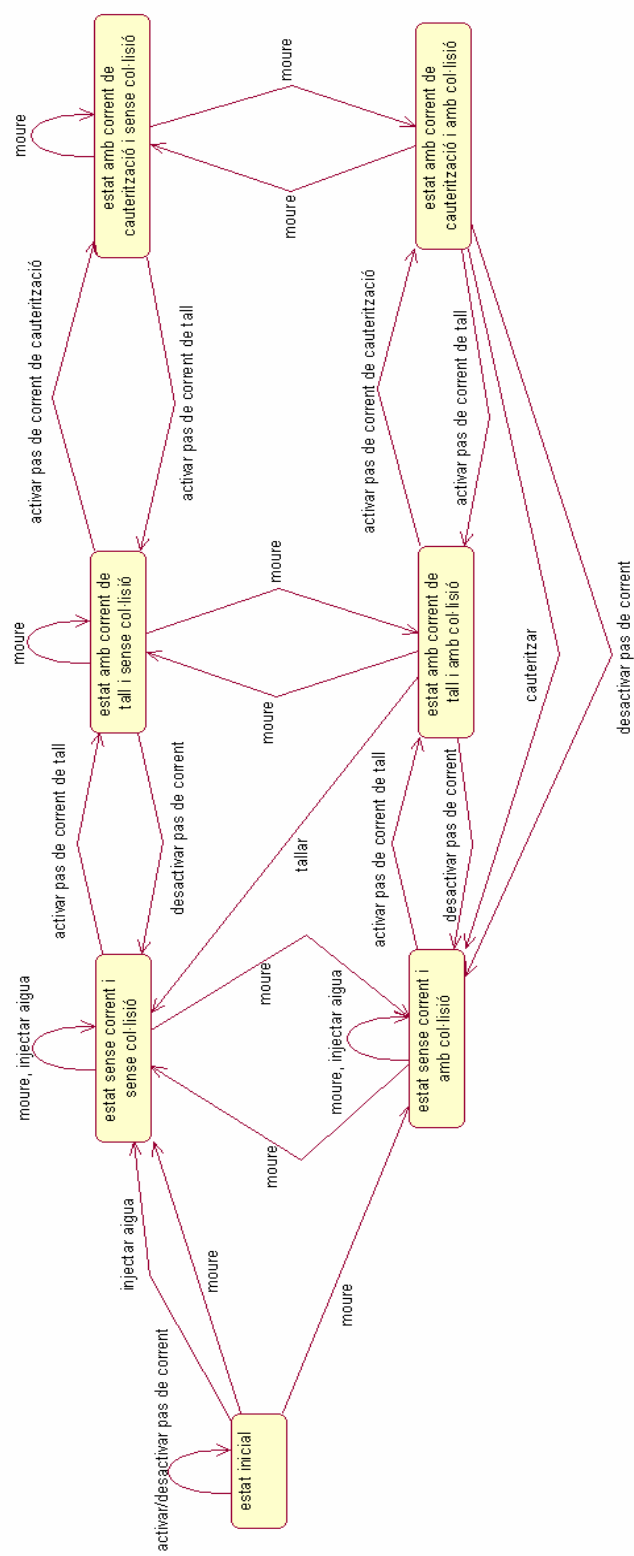 activar/desactivar pas de corrent
estat inicial
injectar aigua
moure
moure
moure, injectar aigua
estat sense corrent i
sense col·lisió
moure
moure
moure, injectar aigua
estat sense corrent i
amb col·lisió
activar pas de corrent de tall
desactivar pas de corrent
tallar
activar pas de corrent de tall
desactivar pas de corrent
moure
estat amb corrent de
tall i sense col·lisió
moure
moure
estat amb corrent de
tall i amb col·lisió
activar pas de corrent de cauterització
activar pas de corrent de tall
activar pas de corrent de cauterització
activar pas de corrent de tall
cauteritzar
desactivar pas de corrent
moure
estat amb corrent de
cauterització i sense col·lisió
moure
moure
estat amb corrent de
cauterització i amb col·lisió